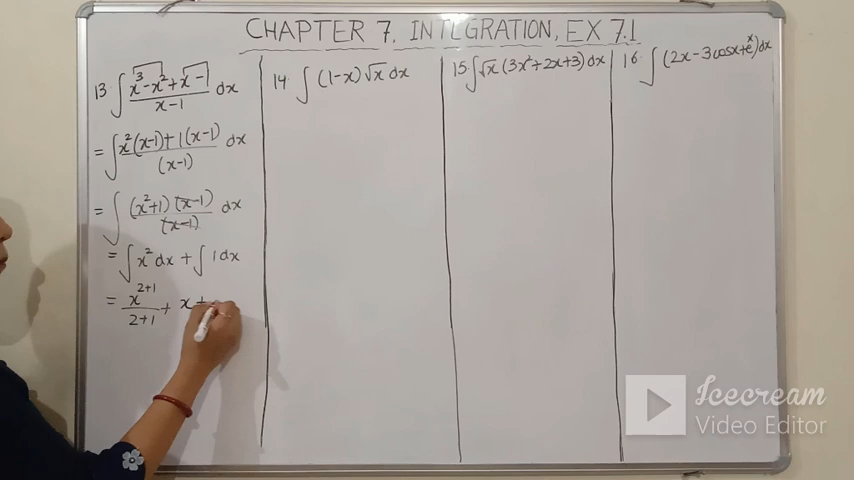 CHAPTER 7. INTEGRATION, EX 7.1
13. ∫ (x³ - x² + x - 1)/(x - 1) dx
= ∫ (x²(x-1) + 1(x-1))/(x-1) dx
= ∫ ((x²+1)(x-1))/(x-1) dx
= ∫ x² dx + ∫ 1 dx
= x^(2+1)/(2+1) + x +
14. ∫ (1-x) √x dx
15. ∫ √x (3x² + 2x + 3) dx
16. ∫ (2x - 3cosx + e^x) dx
Icecream
Video Editor